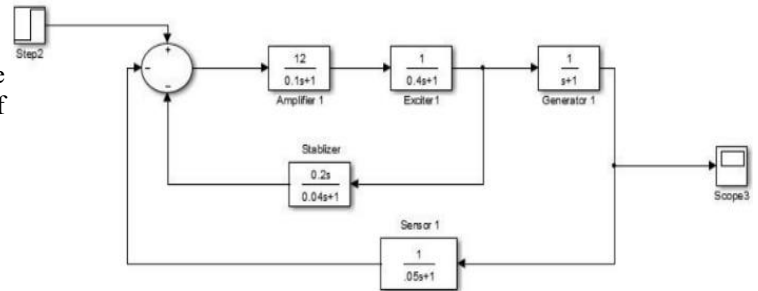 Step2
e
f
+
-
-
12
0.1s+1
Amplifier 1
1
0.4s+1
Exciter1
1
s+1
Generator 1
Stablizer
0.2s
0.04s+1
Scope3
Sensor 1
1
.05s+1